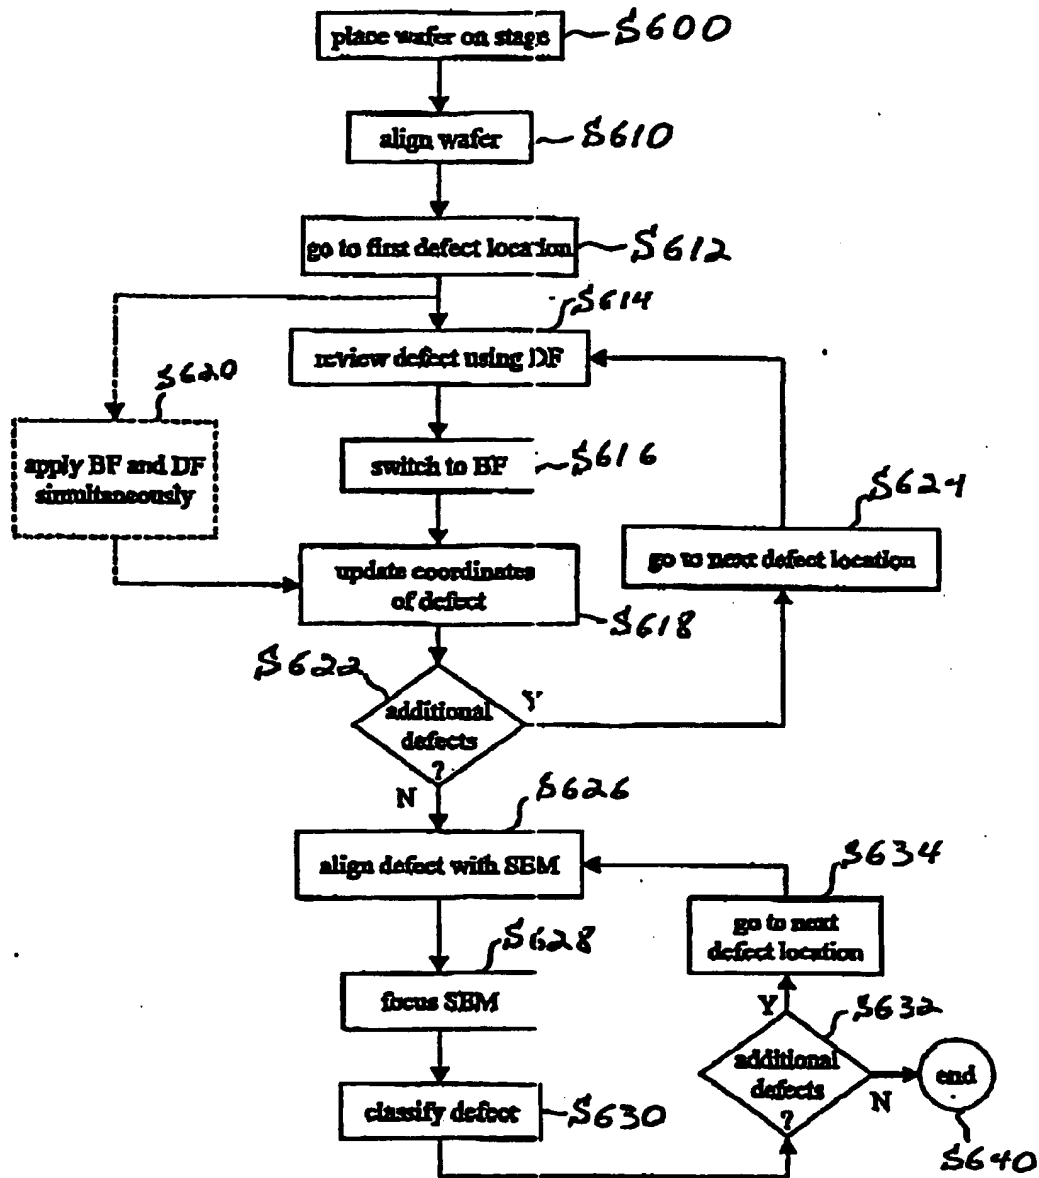 place wafer on stage
S600
align wafer
S610
go to first defect location
S612
S614
review defect using DF
S620
apply BF and DF
simultaneously
switch to BF
S616
S624
go to next defect location
update coordinates
of defect
S618
S622
additional
defects
?
Y
N
S626
align defect with SEM
S634
go to next
defect location
S628
focus SEM
Y
S632
additional
defects
?
N
end
classify defect
S630
S640